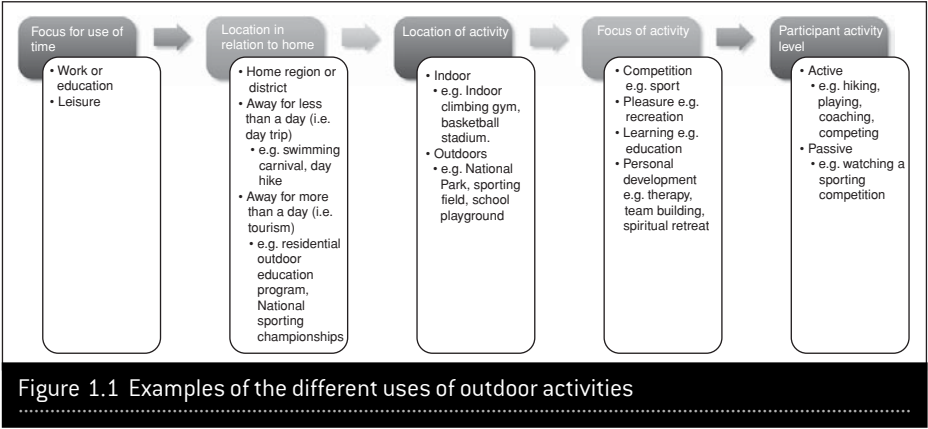 Focus for use of
time
• Work or
education
• Leisure
Location in
relation to home
• Home region or
district
• Away for less
than a day (i.e.
day trip)
• e.g. swimming
carnival, day
hike
• Away for more
than a day (i.e.
tourism)
• e.g. residential
outdoor
education
program,
National
sporting
championships
Location of activity
• Indoor
• e.g. Indoor
climbing gym,
basketball
stadium.
• Outdoors
• e.g. National
Park, sporting
field, school
playground
Focus of activity
• Competition
e.g. sport
• Pleasure e.g.
recreation
• Learning e.g.
education
• Personal
development
e.g. therapy,
team building,
spiritual retreat
Participant activity
level
• Active
• e.g. hiking,
playing,
coaching,
competing
• Passive
• e.g. watching a
sporting
competition
Figure 1.1 Examples of the different uses of outdoor activities